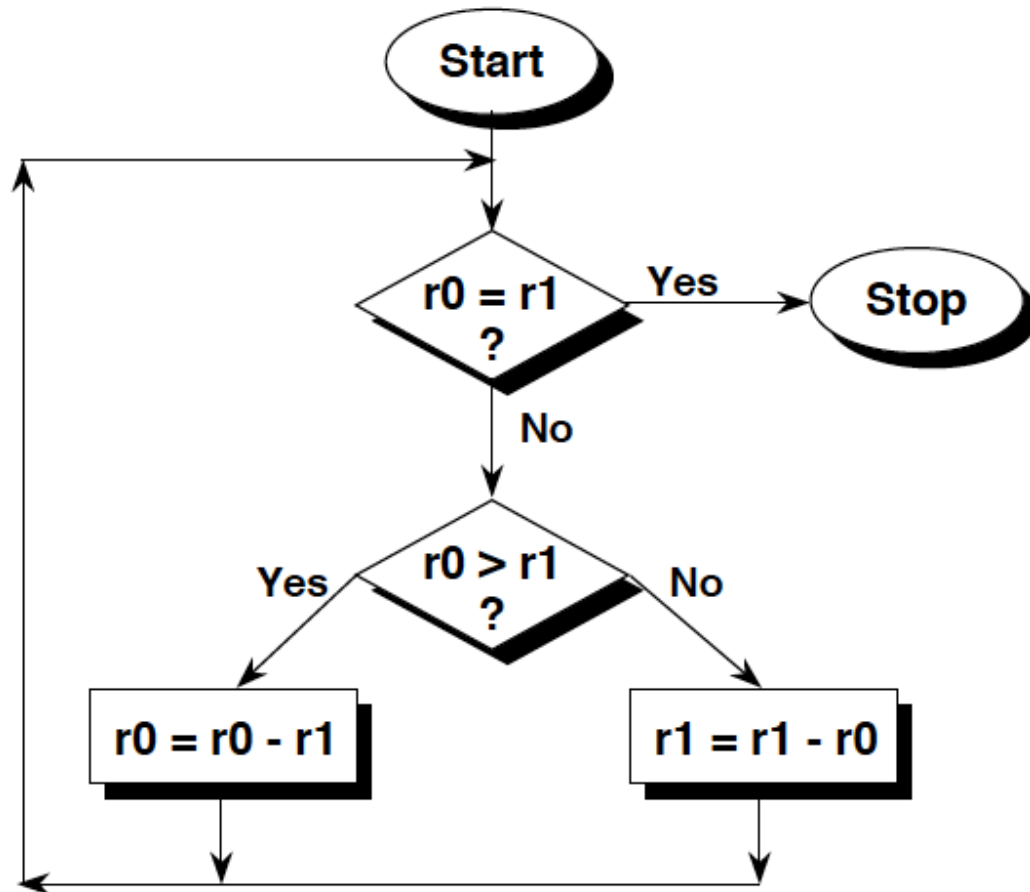 Start
r0 = r1
?
Yes
Stop
No
r0 > r1
?
Yes
No
r0 = r0 - r1
r1 = r1 - r0